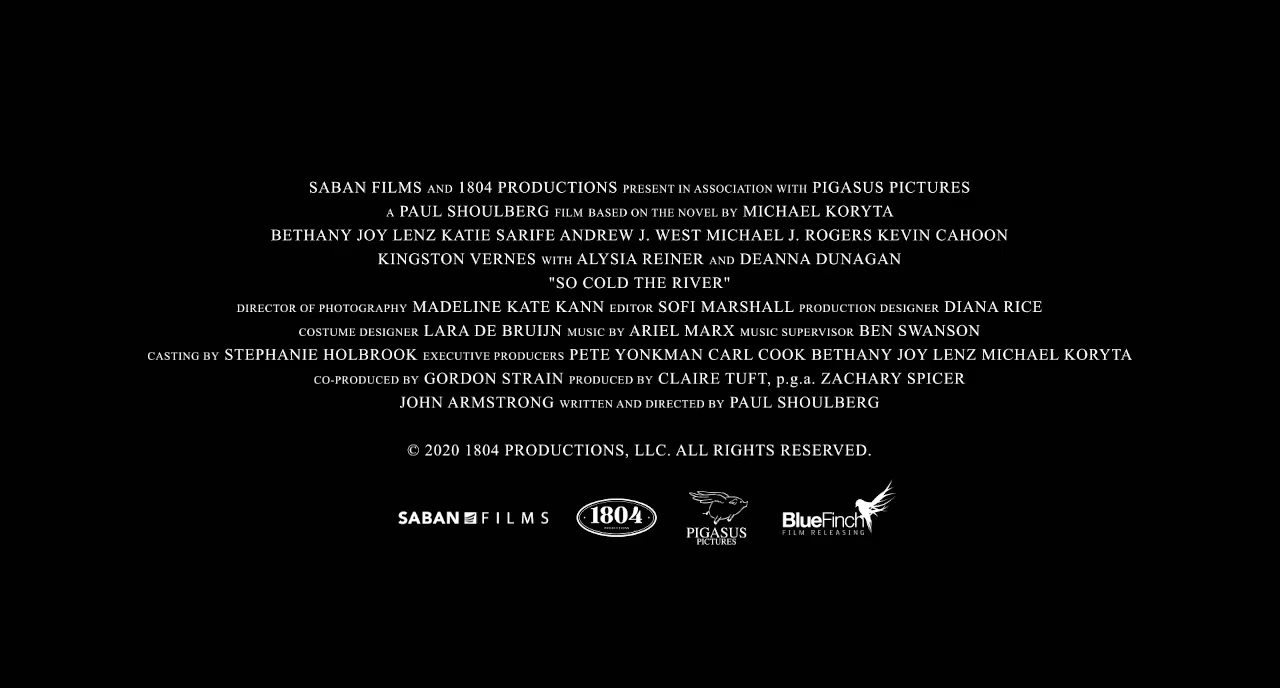 SABAN FILMS AND 1804 PRODUCTIONS PRESENT IN ASSOCIATION WITH PIGASUS PICTURES
A PAUL SHOULBERG FILM BASED ON THE NOVEL BY MICHAEL KORYTA
BETHANY JOY LENZ KATIE SARIFE ANDREW J. WEST MICHAEL J. ROGERS KEVIN CAHOON
KINGSTON VERNES WITH ALYSIA REINER AND DEANNA DUNAGAN
"SO COLD THE RIVER"
DIRECTOR OF PHOTOGRAPHY MADELINE KATE KANN EDITOR SOFI MARSHALL PRODUCTION DESIGNER DIANA RICE
COSTUME DESIGNER LARA DE BRUIJN MUSIC BY ARIEL MARX MUSIC SUPERVISOR BEN SWANSON
CASTING BY STEPHANIE HOLBROOK EXECUTIVE PRODUCERS PETE YONKMAN CARL COOK BETHANY JOY LENZ MICHAEL KORYTA
CO-PRODUCED BY GORDON STRAIN PRODUCED BY CLAIRE TUFT, p.g.a. ZACHARY SPICER
JOHN ARMSTRONG WRITTEN AND DIRECTED BY PAUL SHOULBERG
© 2020 1804 PRODUCTIONS, LLC. ALL RIGHTS RESERVED.
SABAN FILMS
1804
PRODUCTIONS
PIGASUS
PICTURES
BlueFinch
FILM RELEASING